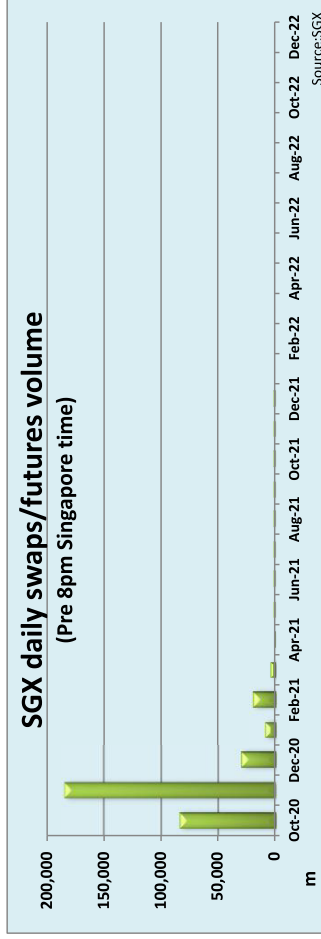 SGX daily swaps/futures volume
(Pre 8pm Singapore time)
200,000
150,000
100,000
50,000
0
m
Oct-20 Dec-20 Feb-21 Apr-21 Jun-21 Aug-21 Oct-21 Dec-21 Feb-22 Apr-22 Jun-22 Aug-22 Oct-22 Dec-22
Source:SGX